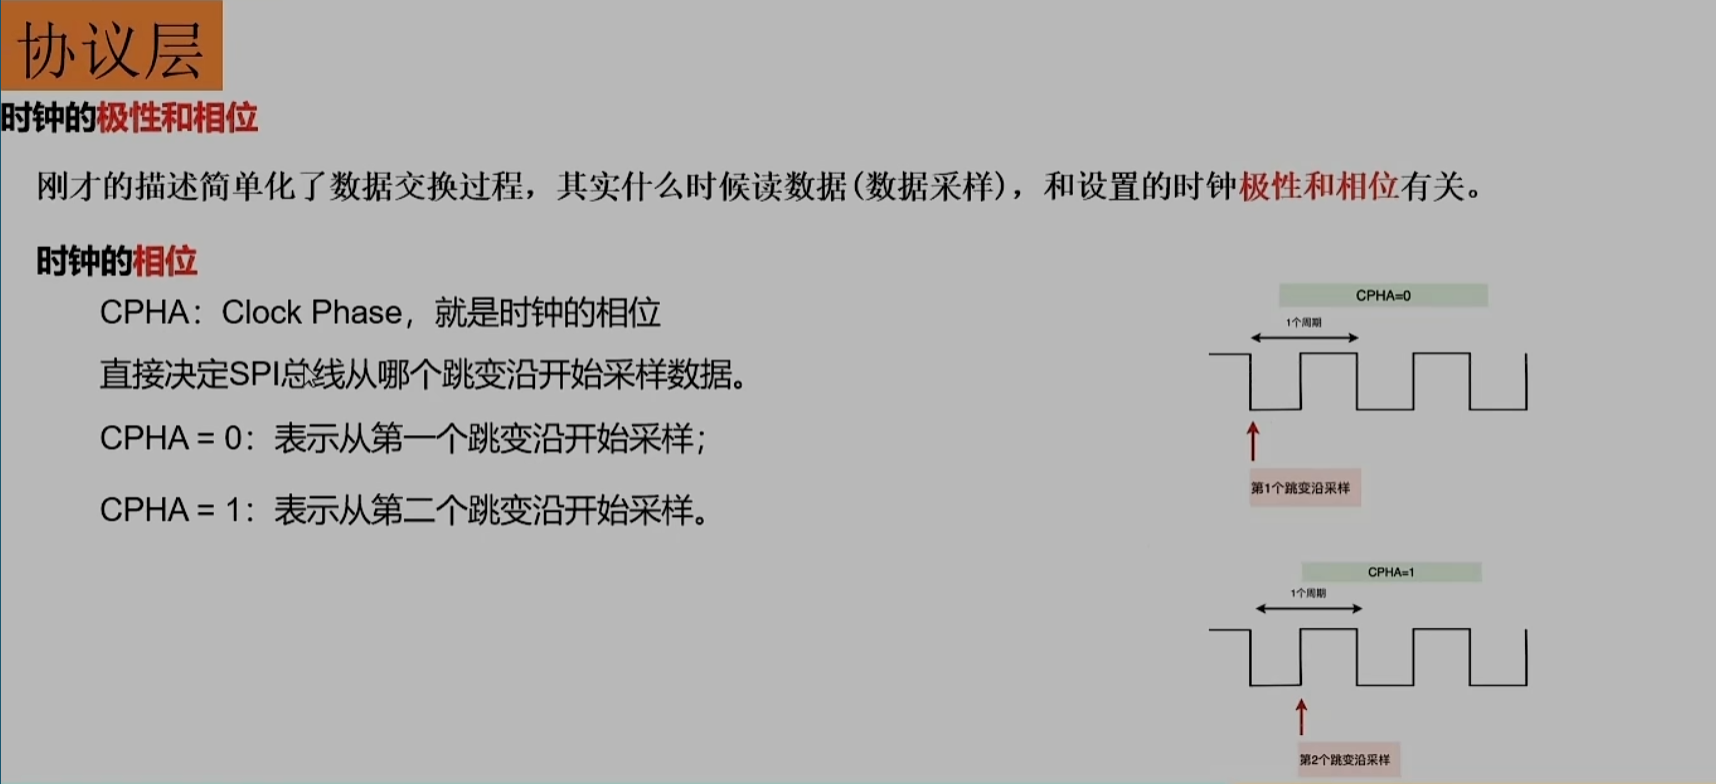 协议层
时钟的极性和相位
刚才的描述简单化了数据交换过程，其实什么时候读数据(数据采样)，和设置的时钟极性和相位有关。
时钟的相位
CPHA：Clock Phase，就是时钟的相位
直接决定SPI总线从哪个跳变沿开始采样数据。
CPHA = 0：表示从第一个跳变沿开始采样；
CPHA = 1：表示从第二个跳变沿开始采样。
CPHA=0
1个周期
第1个跳变沿采样
CPHA=1
1个周期
第2个跳变沿采样